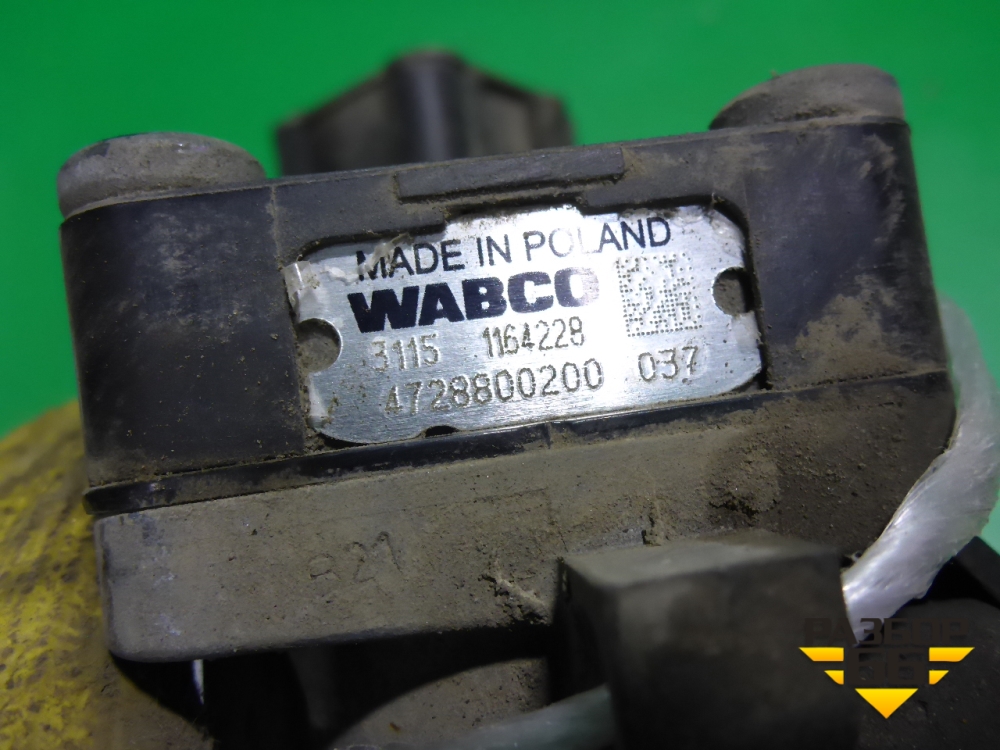 MADE IN POLAND
WABCO
3115 1164228
4728800200 037